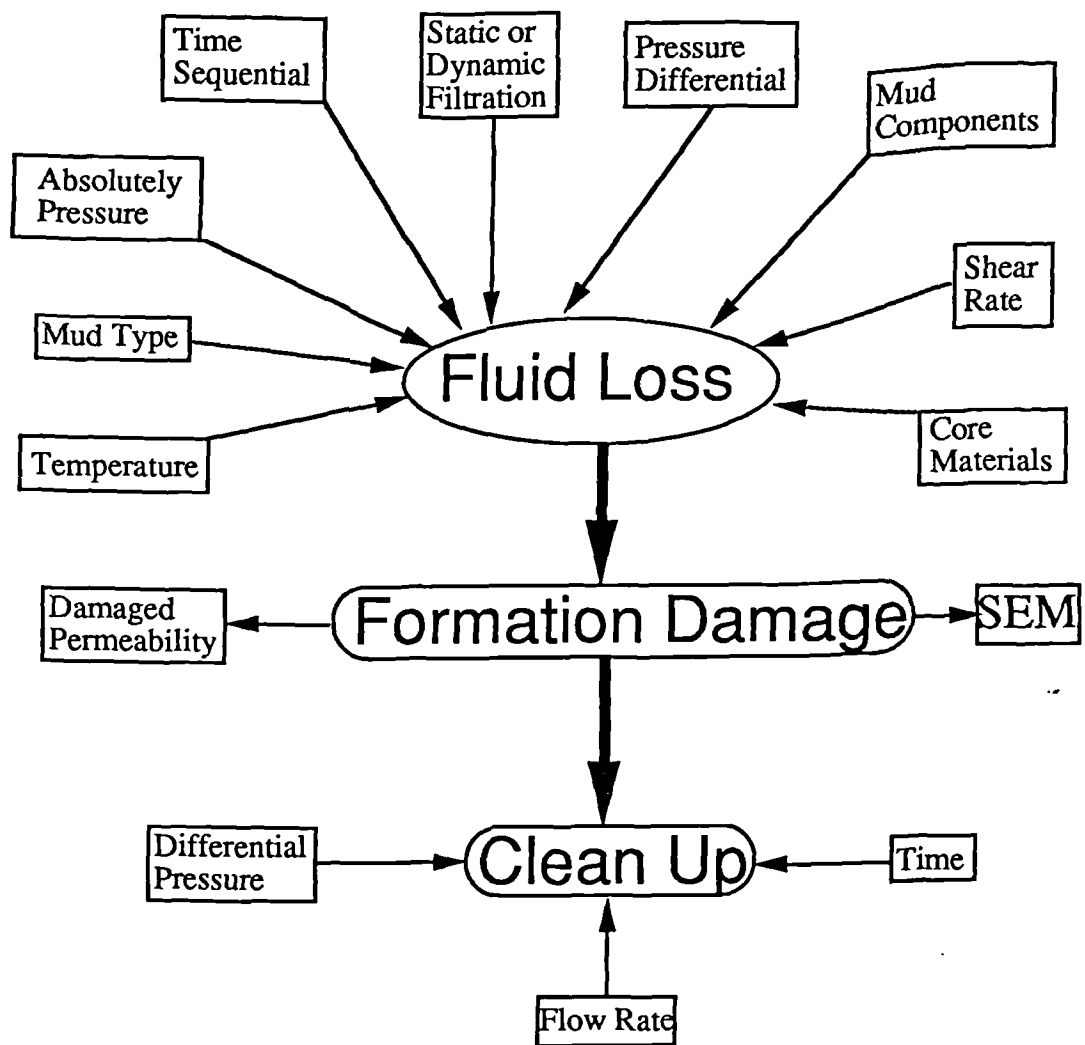 Time
Sequential
Static or
Dynamic
Filtration
Pressure
Differential
Mud
Components
Absolutely
Pressure
Shear
Rate
Mud Type
Fluid Loss
Temperature
Core
Materials
Damaged
Permeability
Formation Damage
SEM
Differential
Pressure
Clean Up
Time
Flow Rate